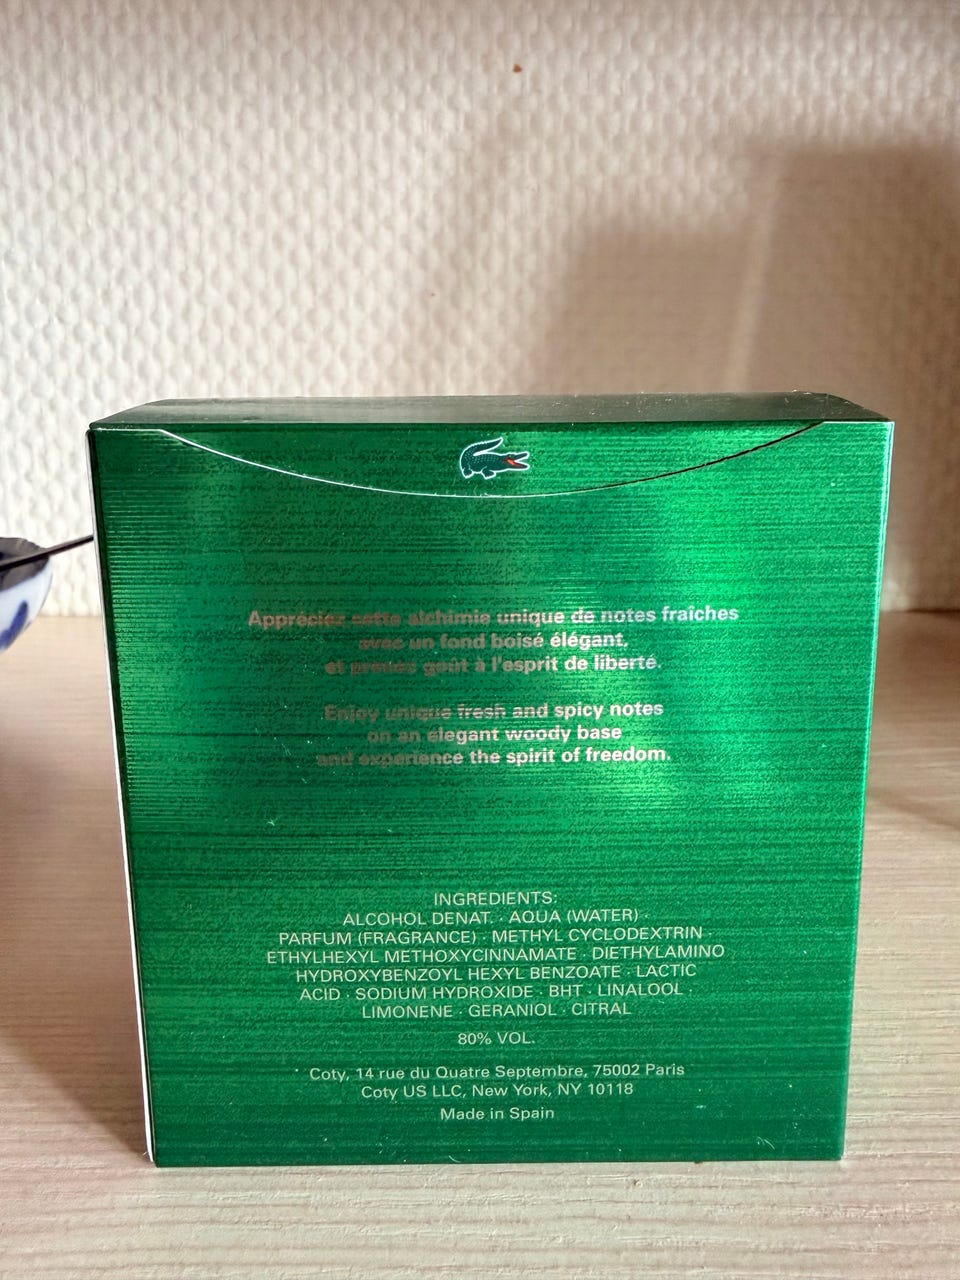 Appréciez cette alchimie unique de notes fraîches
avec un fond boisé élégant,
et prenez goût à l'esprit de liberté.
Enjoy unique fresh and spicy notes
on an elegant woody base
and experience the spirit of freedom.
INGREDIENTS:
ALCOHOL DENAT. · AQUA (WATER) ·
PARFUM (FRAGRANCE) · METHYL CYCLODEXTRIN ·
ETHYLHEXYL METHOXYCINNAMATE · DIETHYLAMINO
HYDROXYBENZOYL HEXYL BENZOATE · LACTIC
ACID · SODIUM HYDROXIDE · BHT · LINALOOL ·
LIMONENE · GERANIOL · CITRAL
80% VOL.
Coty, 14 rue du Quatre Septembre, 75002 Paris
Coty US LLC, New York, NY 10118
Made in Spain